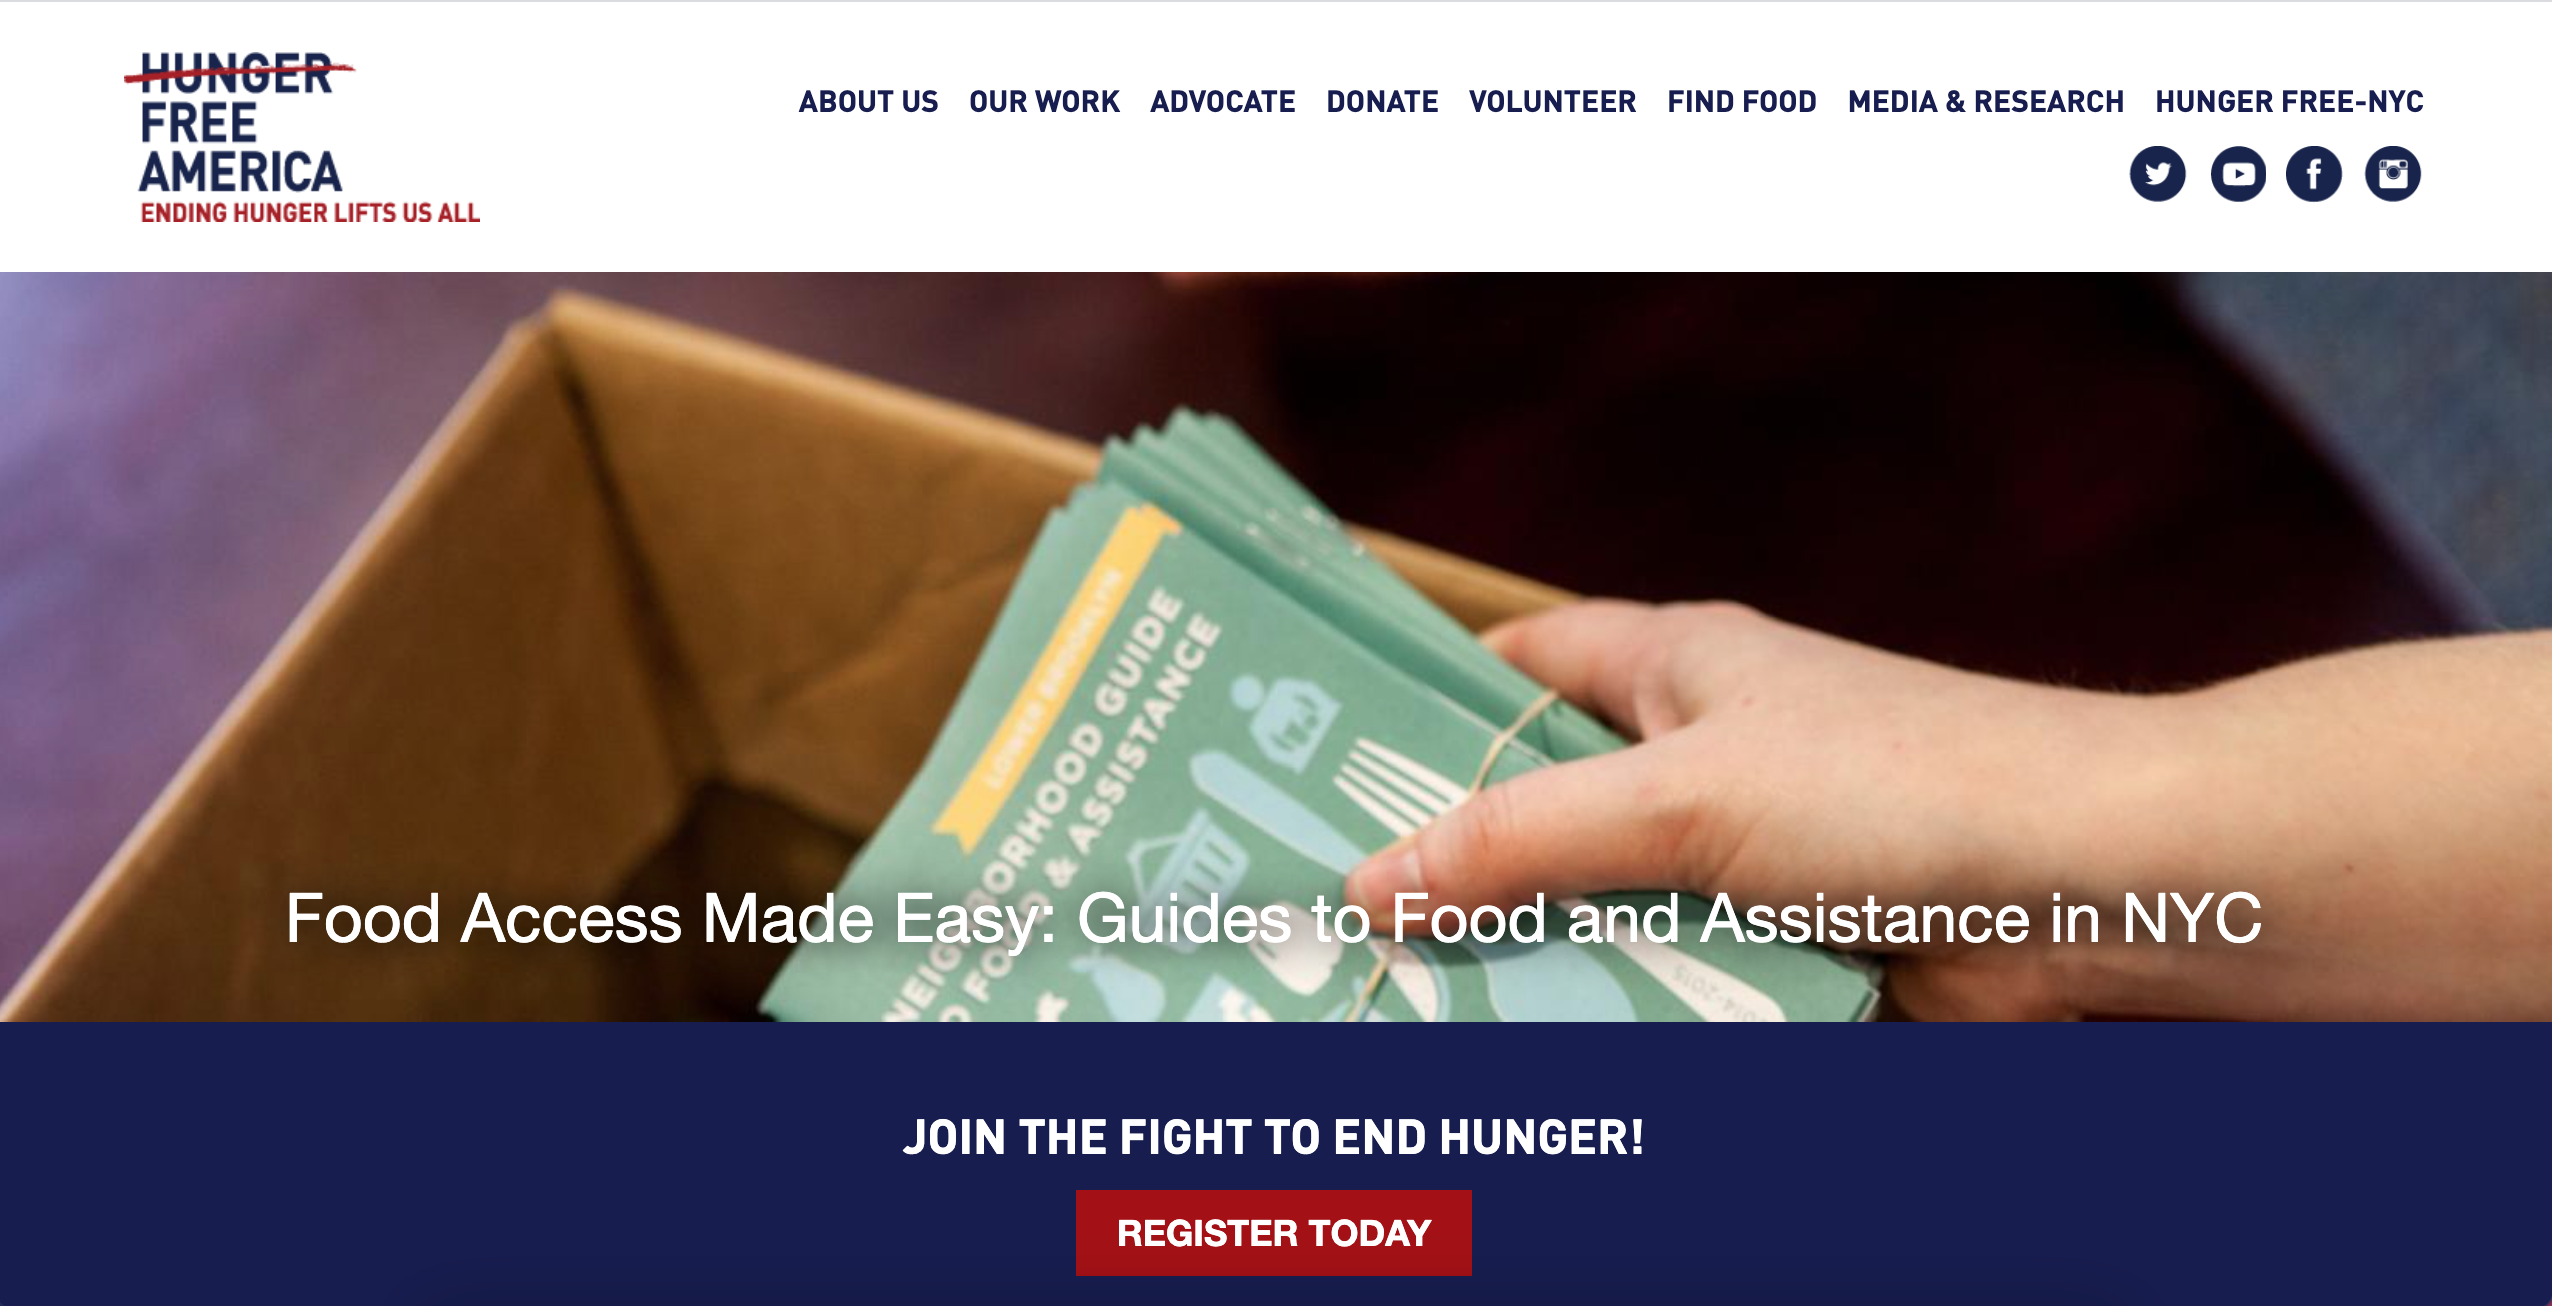 HUNGER
FREE
AMERICA
ENDING HUNGER LIFTS US ALL
ABOUT US OUR WORK ADVOCATE DONATE VOLUNTEER FIND FOOD MEDIA & RESEARCH HUNGER FREE-NYC
LOWER BROOKLYN
NEIGHBORHOOD GUIDE
TO FOOD & ASSISTANCE
2014-2015
Food Access Made Easy: Guides to Food and Assistance in NYC
JOIN THE FIGHT TO END HUNGER!
REGISTER TODAY